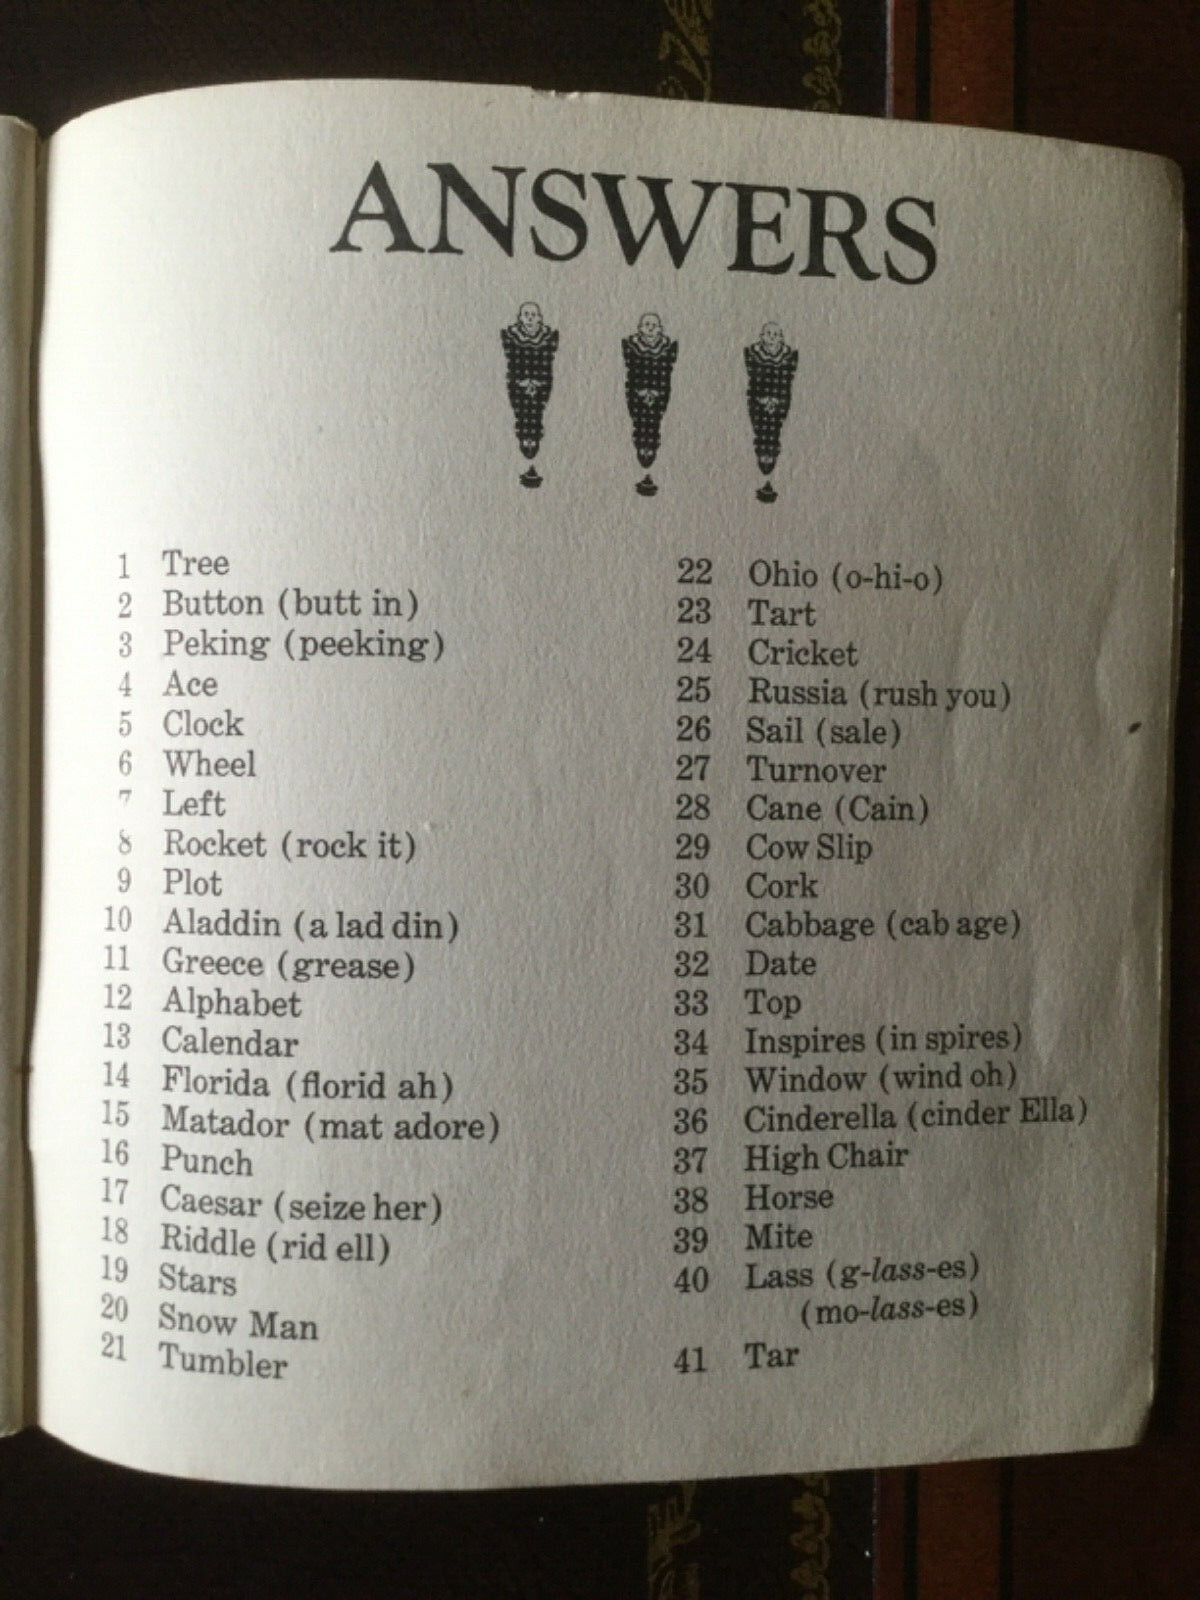 ANSWERS
1 Tree
2 Button (butt in)
3 Peking (peeking)
4 Ace
5 Clock
6 Wheel
7 Left
8 Rocket (rock it)
9 Plot
10 Aladdin (a lad din)
11 Greece (grease)
12 Alphabet
13 Calendar
14 Florida (florid ah)
15 Matador (mat adore)
16 Punch
17 Caesar (seize her)
18 Riddle (rid ell)
19 Stars
20 Snow Man
21 Tumbler
22 Ohio (o-hi-o)
23 Tart
24 Cricket
25 Russia (rush you)
26 Sail (sale)
27 Turnover
28 Cane (Cain)
29 Cow Slip
30 Cork
31 Cabbage (cab age)
32 Date
33 Top
34 Inspires (in spires)
35 Window (wind oh)
36 Cinderella (cinder Ella)
37 High Chair
38 Horse
39 Mite
40 Lass (g-lass-es)
(mo-lass-es)
41 Tar